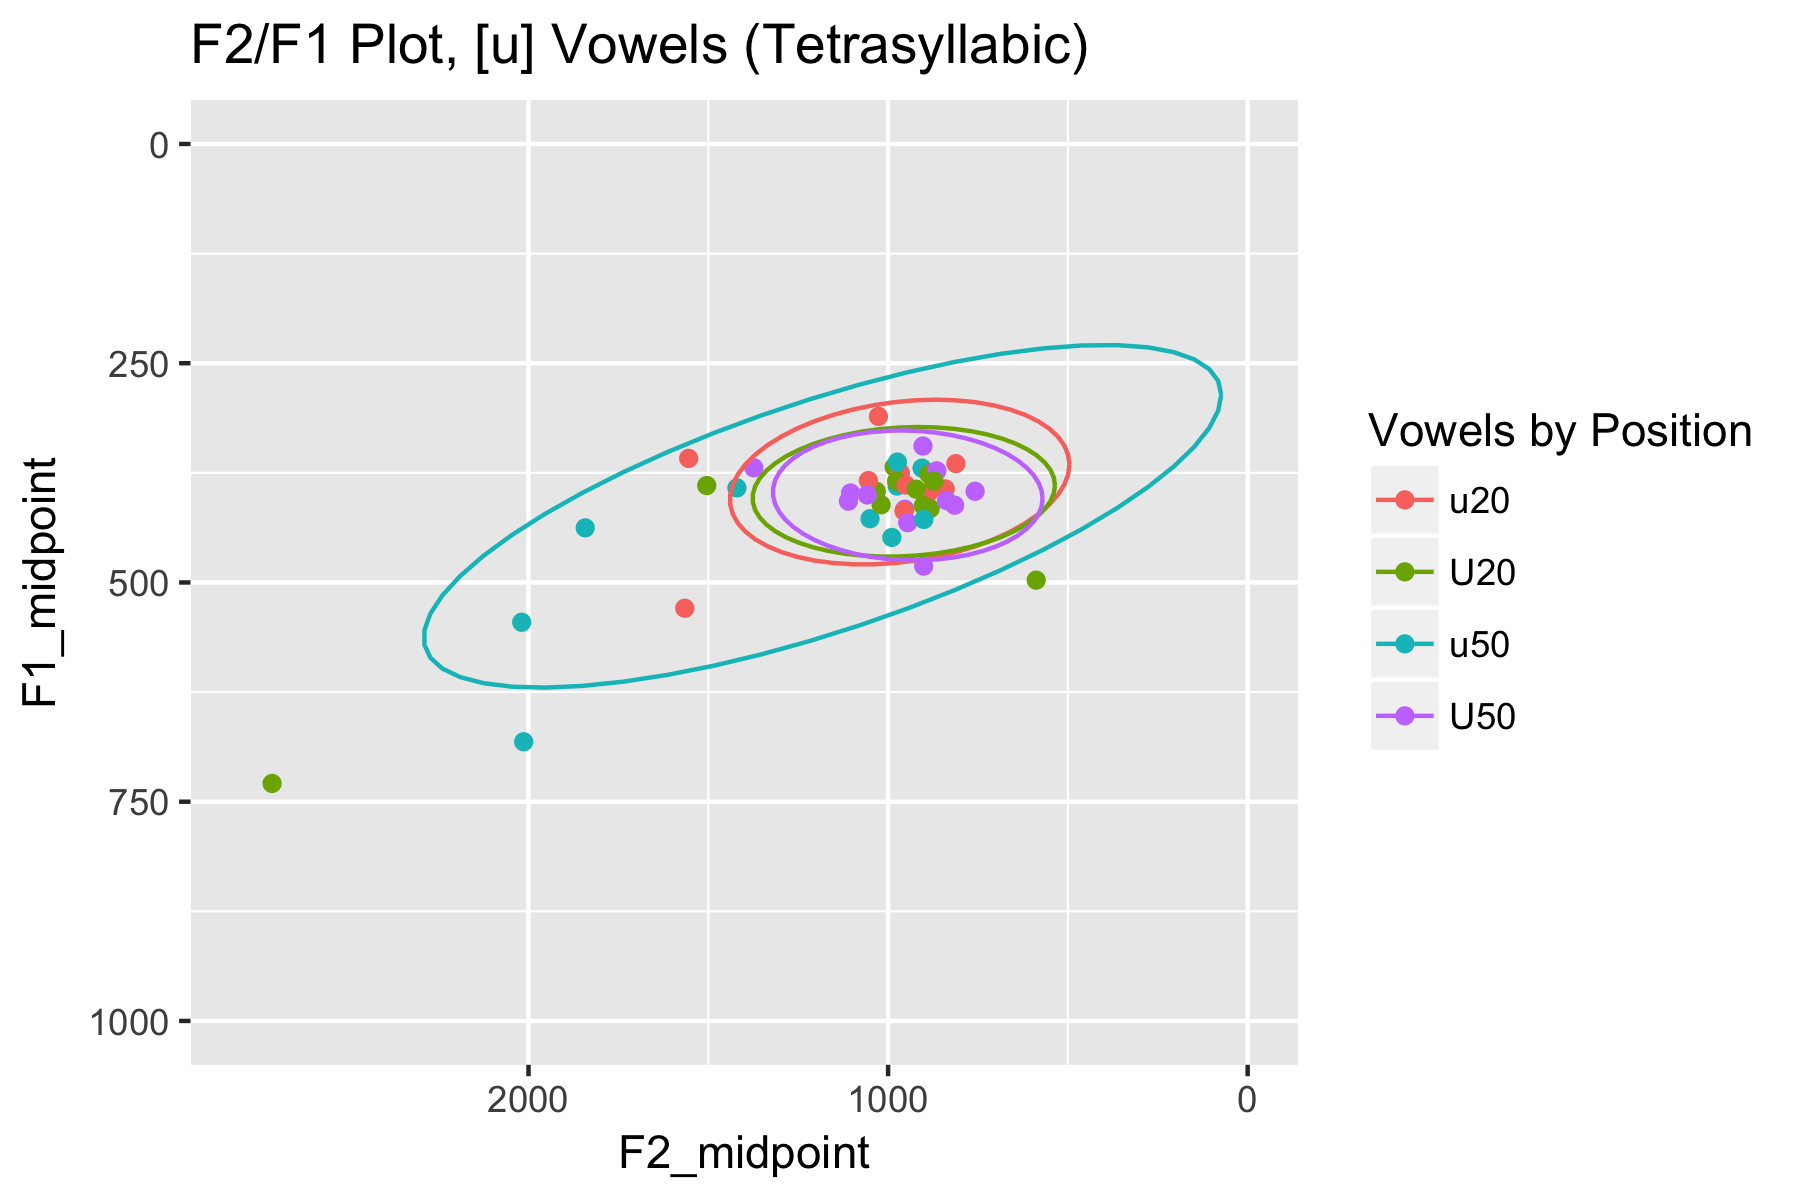 F2/F1 Plot, [u] Vowels (Tetrasyllabic)
0
250
500
750
1000
F1_midpoint
2000 1000 0
F2_midpoint
Vowels by Position
u20
U20
u50
U50